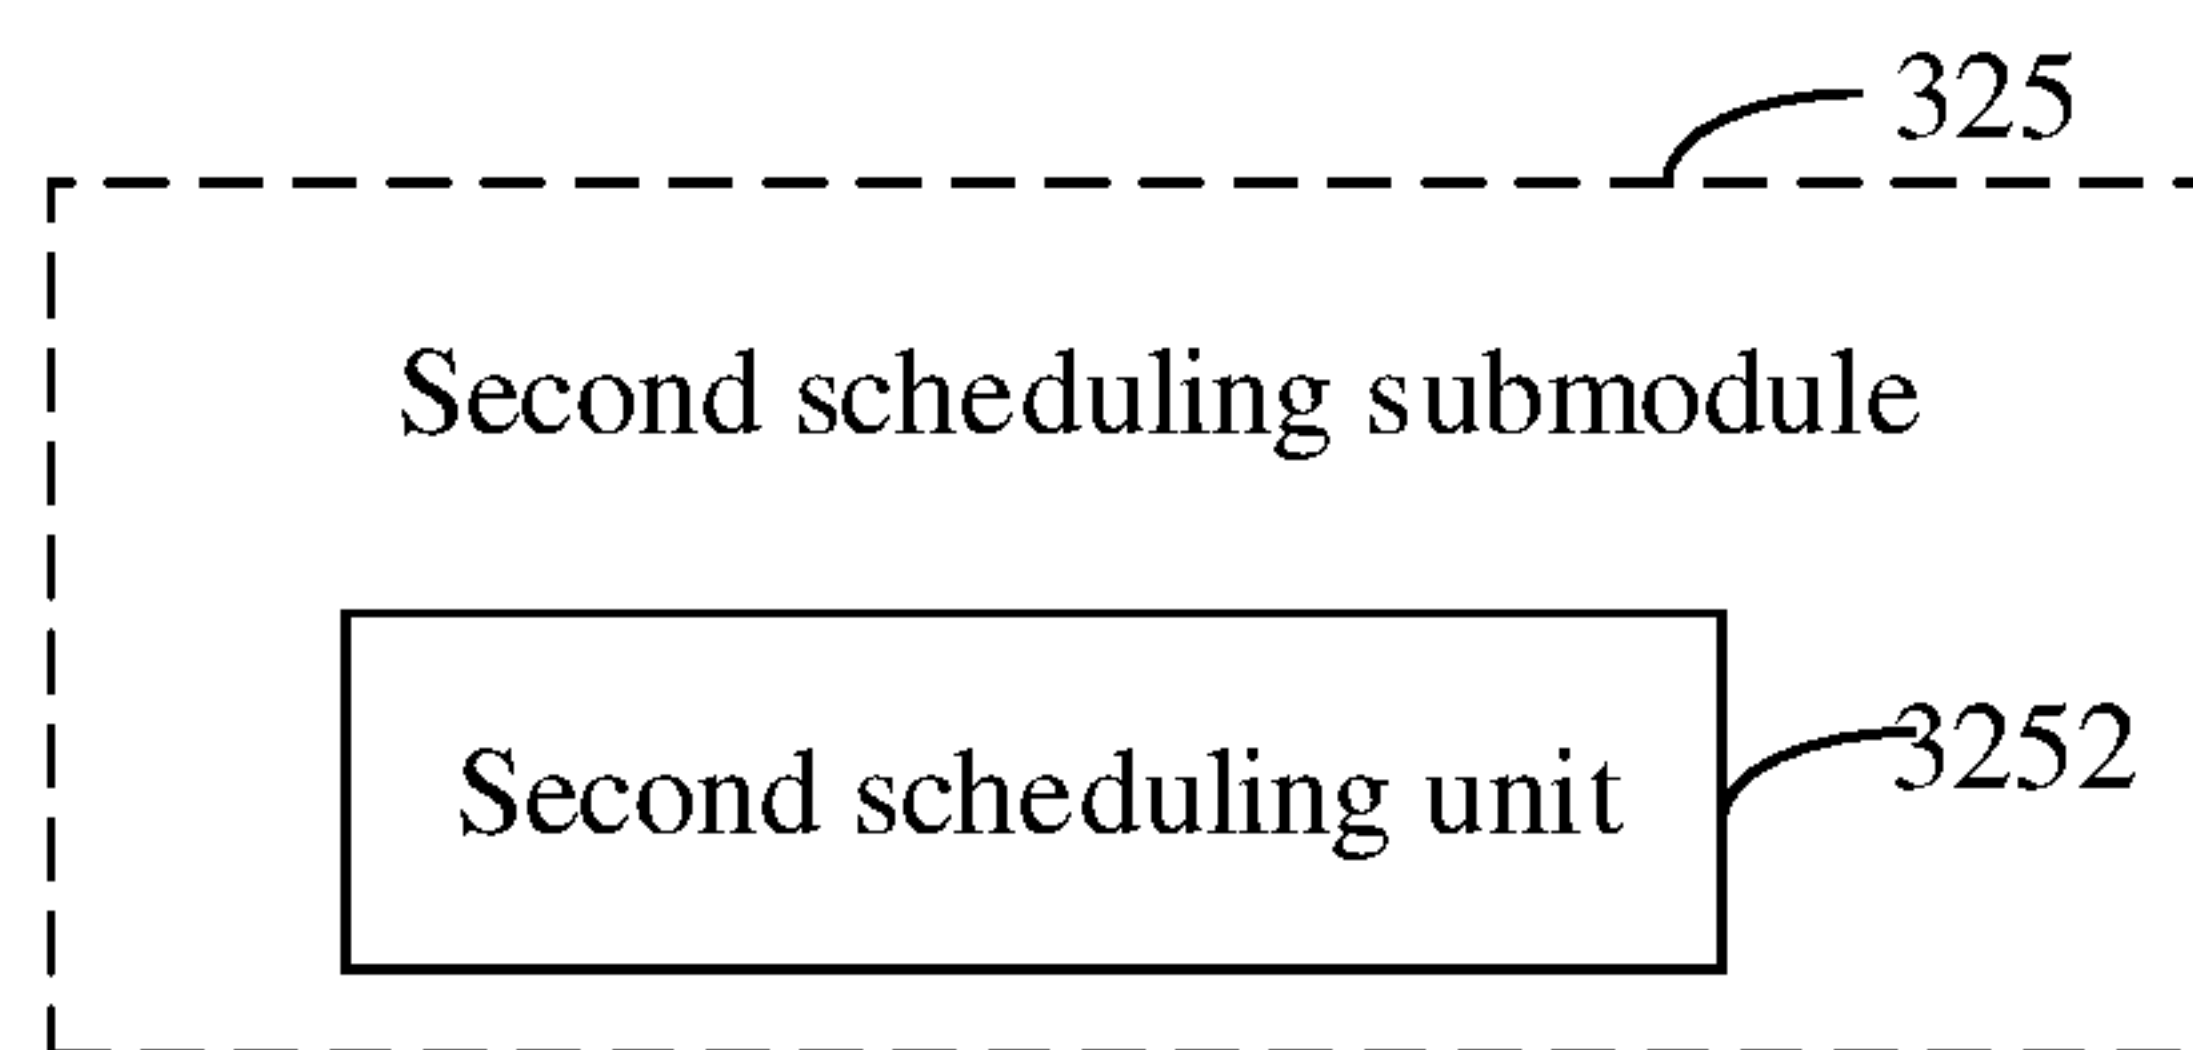 325
Second scheduling submodule
Second scheduling unit
3252